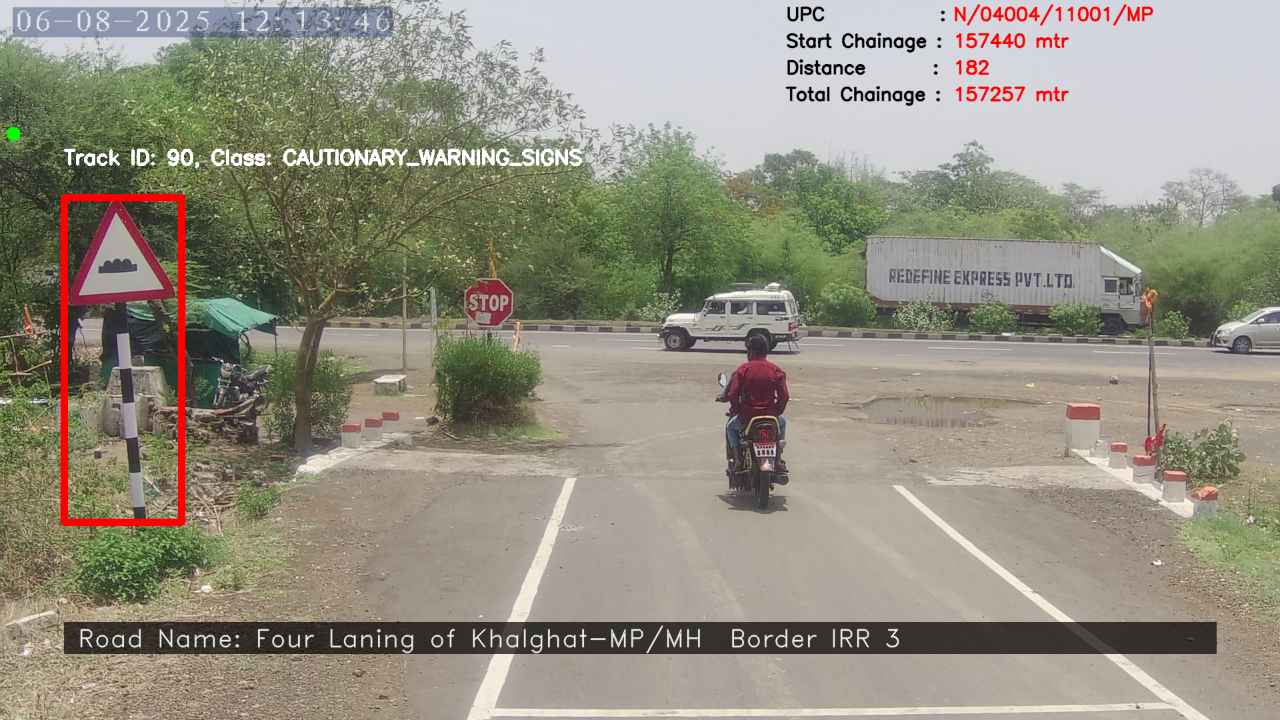 06-08-2025 12:13:46
UPC : N/04004/11001/MP
Start Chainage : 157440 mtr
Distance : 182
Total Chainage : 157257 mtr
Track ID: 90, Class: CAUTIONARY_WARNING_SIGNS
REDEFINE EXPRESS PVT.LTD.
STOP
Road Name: Four Laning of Khalghat-MP/MH Border IRR 3